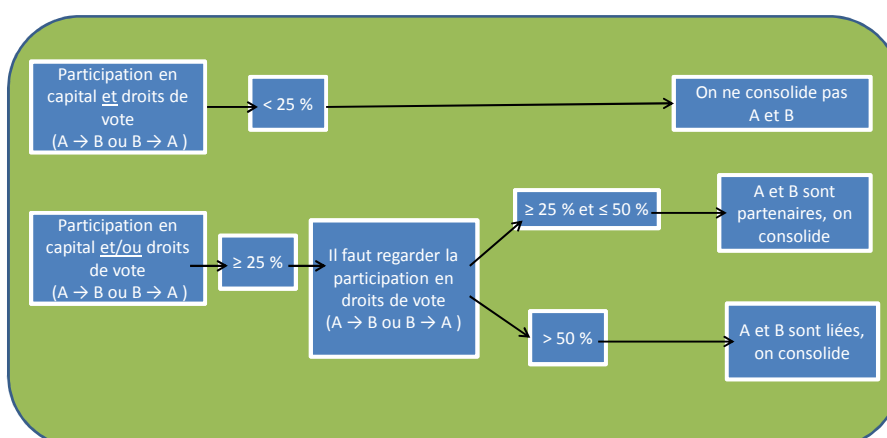 Participation en
capital et droits de
vote
(A → B ou B → A )
< 25 %
On ne consolide pas
A et B
Participation en
capital et/ou droits
de vote
(A → B ou B → A )
≥ 25 %
Il faut regarder la
participation en
droits de vote
(A → B ou B → A )
≥ 25 % et ≤ 50 %
A et B sont
partenaires, on
consolide
> 50 %
A et B sont liées,
on consolide